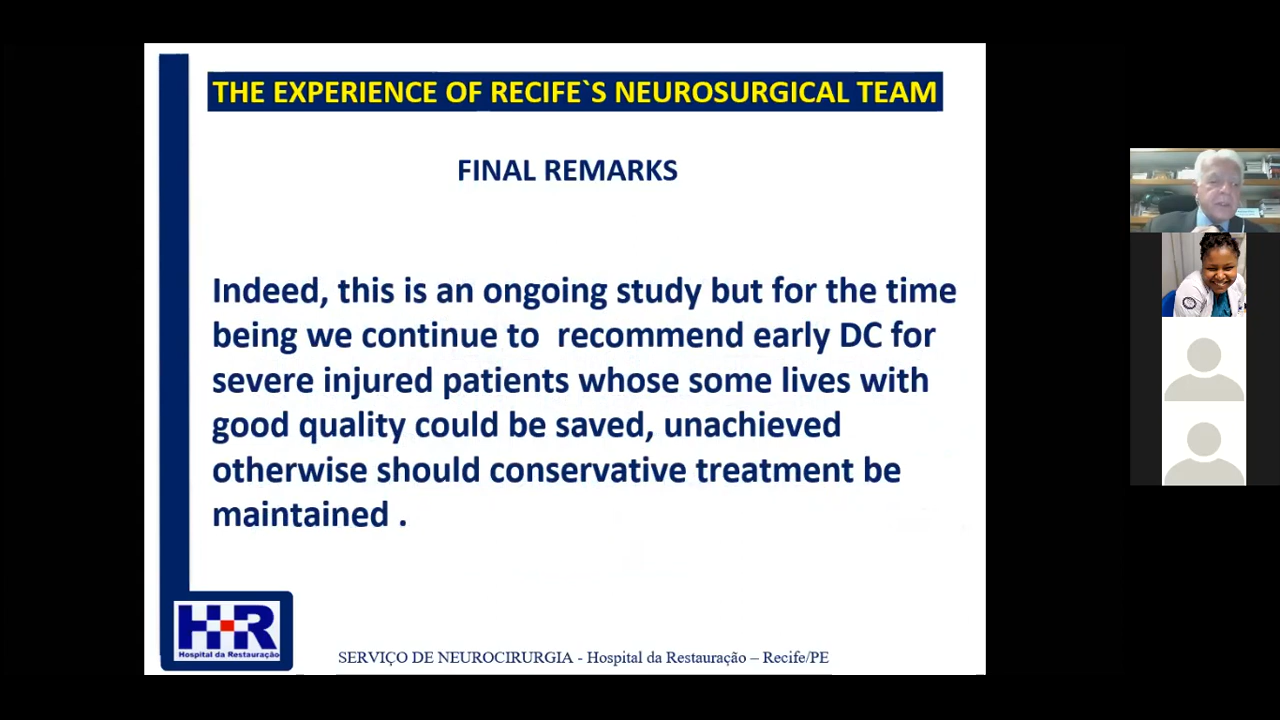 THE EXPERIENCE OF RECIFE`S NEUROSURGICAL TEAM
FINAL REMARKS
Indeed, this is an ongoing study but for the time
being we continue to recommend early DC for
severe injured patients whose some lives with
good quality could be saved, unachieved
otherwise should conservative treatment be
maintained .
HR
Hospital da Restauração
SERVIÇO DE NEUROCIRURGIA - Hospital da Restauração – Recife/PE